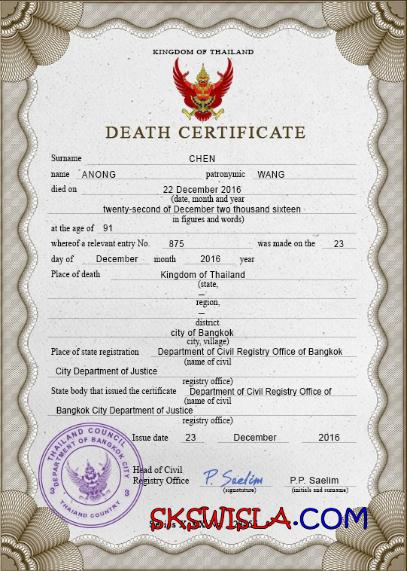 KINGDOM OF THAILAND
DEATH CERTIFICATE
Surname CHEN
name ANONG patronymic WANG
died on 22 December 2016
(date, month and year
twenty-second of December two thousand sixteen
in figures and words)
at the age of 91
whereof a relevant entry No. 875 was made on the 23
day of December month 2016 year
Place of death Kingdom of Thailand
(state,
—
region,
—
district
city of Bangkok
city, village)
Place of state registration Department of Civil Registry Office of Bangkok
(name of civil
City Department of Justice
registry office)
State body that issued the certificate Department of Civil Registry Office of
(name of civil
Bangkok City Department of Justice
registry office)
Issue date 23 December 2016
THAILAND COUNCIL
DEPARTMENT OF BANGKOK CITY
3 3
THAILAND COUNTRY
Head of Civil
Registry Office P. Saelim P.P. Saelim
(signetature) (initials and surname)
SKSWISLA.COM